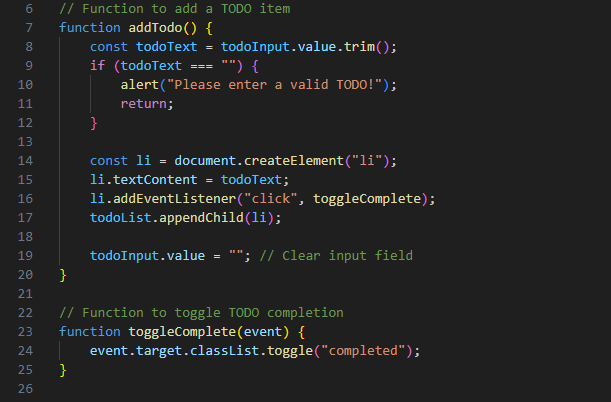 6 // Function to add a TODO item
7 function addTodo() {
8     const todoText = todoInput.value.trim();
9     if (todoText === "") {
10         alert("Please enter a valid TODO!");
11         return;
12     }
13
14     const li = document.createElement("li");
15     li.textContent = todoText;
16     li.addEventListener("click", toggleComplete);
17     todoList.appendChild(li);
18
19     todoInput.value = ""; // Clear input field
20 }
21
22 // Function to toggle TODO completion
23 function toggleComplete(event) {
24     event.target.classList.toggle("completed");
25 }
26